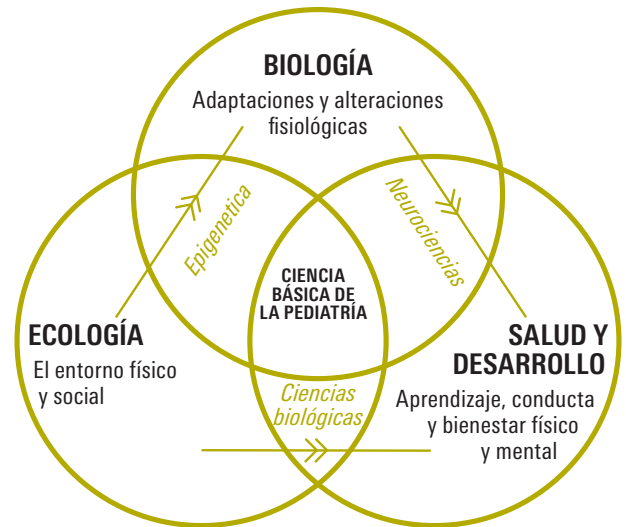 BIOLOGÍA
Adaptaciones y alteraciones
fisiológicas
Epigenetica
Neurociencias
CIENCIA
BÁSICA DE
LA PEDIATRÍA
ECOLOGÍA
El entorno físico
y social
SALUD Y
DESARROLLO
Aprendizaje, conducta
y bienestar físico
y mental
Ciencias
biológicas